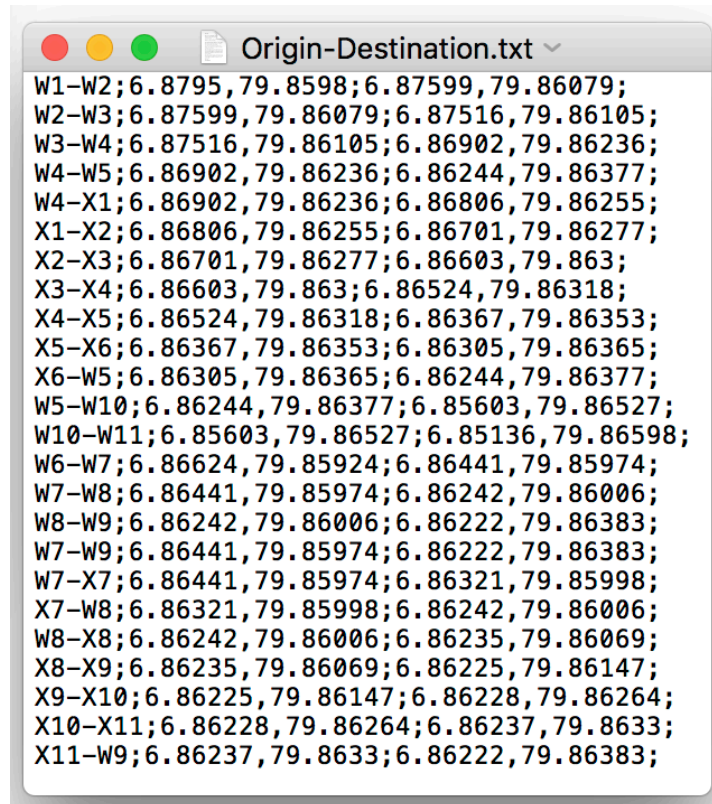 Origin-Destination.txt
W1-W2;6.8795,79.8598;6.87599,79.86079;
W2-W3;6.87599,79.86079;6.87516,79.86105;
W3-W4;6.87516,79.86105;6.86902,79.86236;
W4-W5;6.86902,79.86236;6.86244,79.86377;
W4-X1;6.86902,79.86236;6.86806,79.86255;
X1-X2;6.86806,79.86255;6.86701,79.86277;
X2-X3;6.86701,79.86277;6.86603,79.863;
X3-X4;6.86603,79.863;6.86524,79.86318;
X4-X5;6.86524,79.86318;6.86367,79.86353;
X5-X6;6.86367,79.86353;6.86305,79.86365;
X6-W5;6.86305,79.86365;6.86244,79.86377;
W5-W10;6.86244,79.86377;6.85603,79.86527;
W10-W11;6.85603,79.86527;6.85136,79.86598;
W6-W7;6.86624,79.85924;6.86441,79.85974;
W7-W8;6.86441,79.85974;6.86242,79.86006;
W8-W9;6.86242,79.86006;6.86222,79.86383;
W7-W9;6.86441,79.85974;6.86222,79.86383;
W7-X7;6.86441,79.85974;6.86321,79.85998;
X7-W8;6.86321,79.85998;6.86242,79.86006;
W8-X8;6.86242,79.86006;6.86235,79.86069;
X8-X9;6.86235,79.86069;6.86225,79.86147;
X9-X10;6.86225,79.86147;6.86228,79.86264;
X10-X11;6.86228,79.86264;6.86237,79.8633;
X11-W9;6.86237,79.8633;6.86222,79.86383;